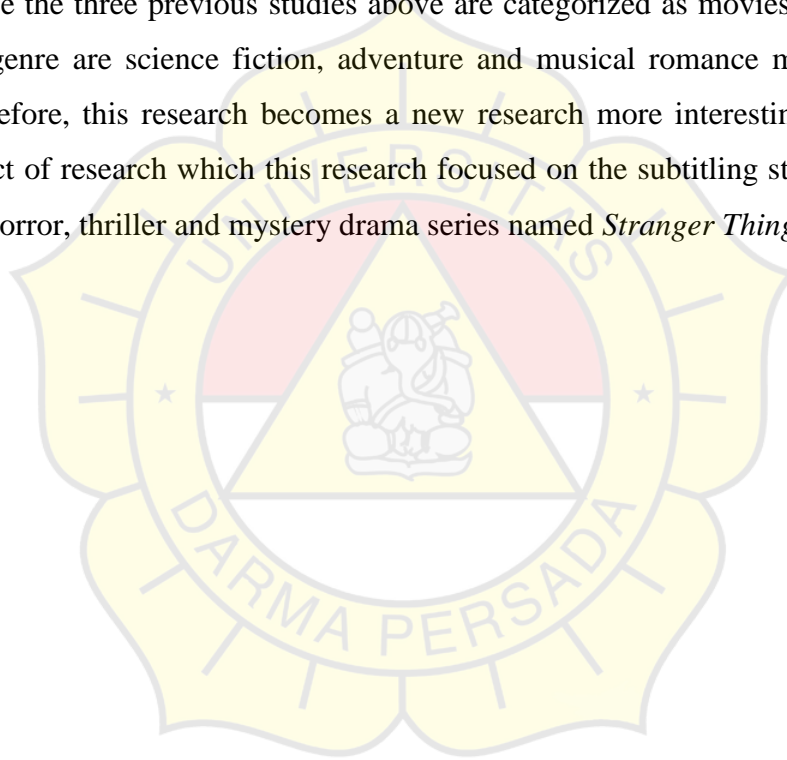 e the three previous studies above are categorized as movies
genre are science fiction, adventure and musical romance m
efore, this research becomes a new research more interestin
ct of research which this research focused on the subtitling st
orror, thriller and mystery drama series named Stranger Thing
UNIVERSITAS
DARMA PERSADA